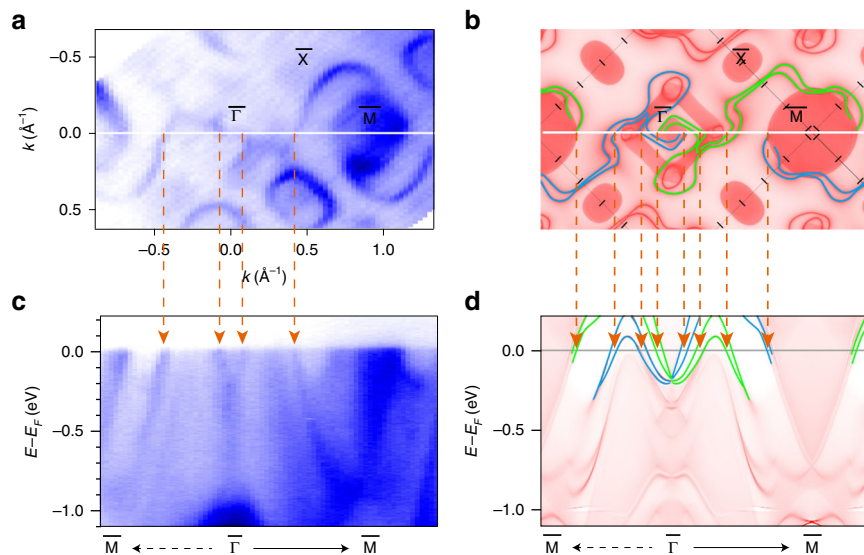 a
−0.5
0.0
0.5
k (Å⁻¹)
X̅
Γ̅
M̅
−0.5
0.0
0.5
1.0
k (Å⁻¹)
b
X̅
Γ̅
M̅
c
0.0
−0.5
−1.0
E–E_F (eV)
M̅
Γ̅
M̅
d
0.0
−0.5
−1.0
E–E_F (eV)
M̅
Γ̅
M̅